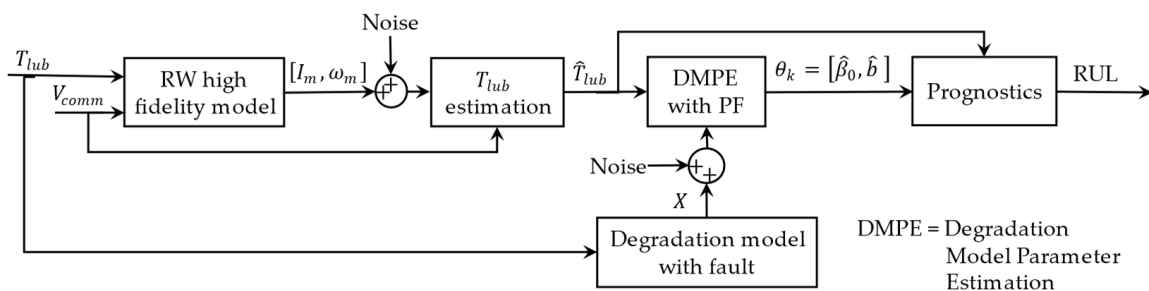 Noise
T_lub
V_comm
RW high
fidelity model
[I_m, ω_m]
+
+
T_lub
estimation
T̂_lub
DMPE
with PF
θ_k = [β̂_0, b̂ ]
Prognostics
RUL
Noise
+
+
X
Degradation model
with fault
DMPE = Degradation
Model Parameter
Estimation